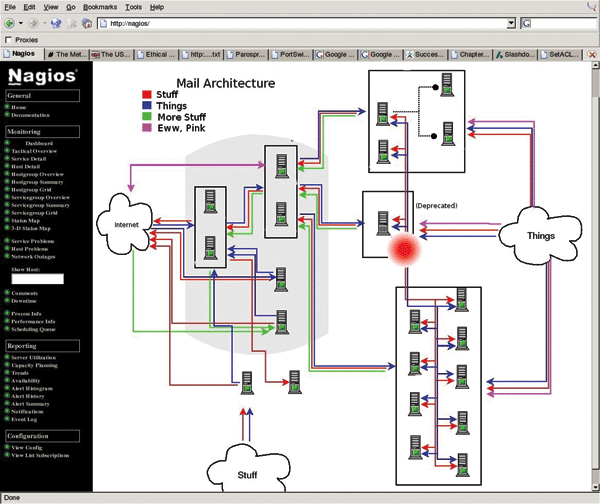 File Edit View Go Bookmarks Tools Window Help
http://nagios/
Proxies
Nagios The Met... The US... Ethical ... http:...txt Parospr... PortSwi... Google ... Google ... Succes... Chapter... Slashdo... SetACL...
Nagios
General
Home
Documentation
Monitoring
Dashboard
Tactical Overview
Service Detail
Host Detail
Hostgroup Overview
Hostgroup Summary
Hostgroup Grid
Servicegroup Overview
Servicegroup Summary
Servicegroup Grid
Status Map
3-D Status Map
Service Problems
Host Problems
Network Outages
Show Host:
Comments
Downtime
Process Info
Performance Info
Scheduling Queue
Reporting
Server Utilization
Capacity Planning
Trends
Availability
Alert Histogram
Alert History
Alert Summary
Notifications
Event Log
Configuration
View Config
View List Subscriptions
Mail Architecture
Stuff
Things
More Stuff
Eww, Pink
Internet
(Deprecated)
Things
Stuff
Done